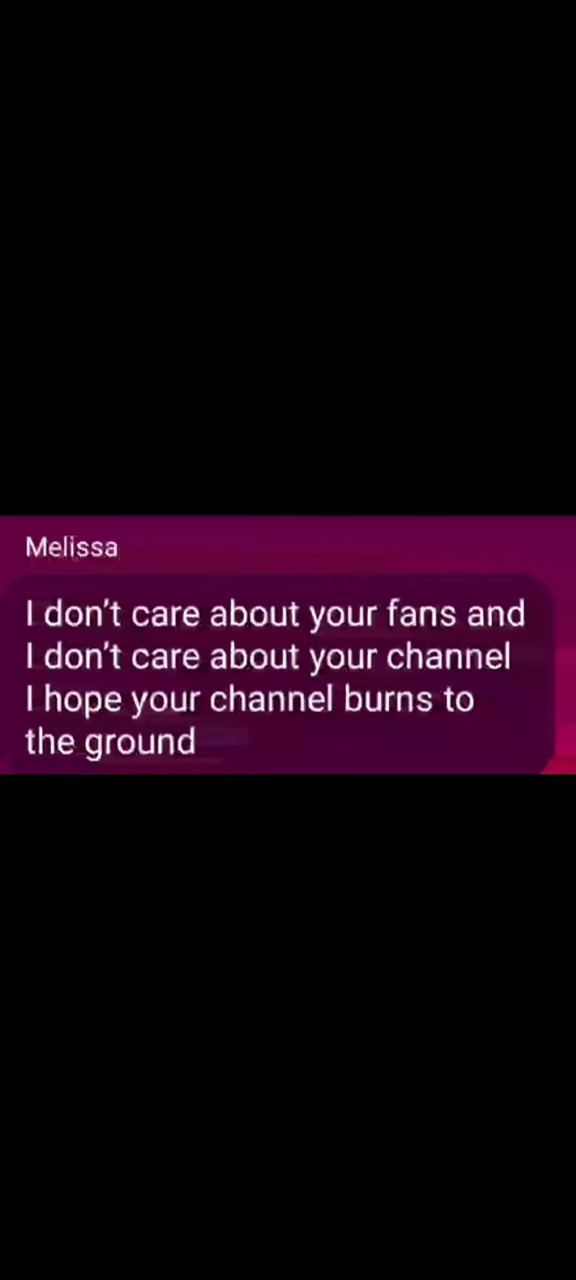 Melissa
I don't care about your fans and
I don't care about your channel
I hope your channel burns to
the ground